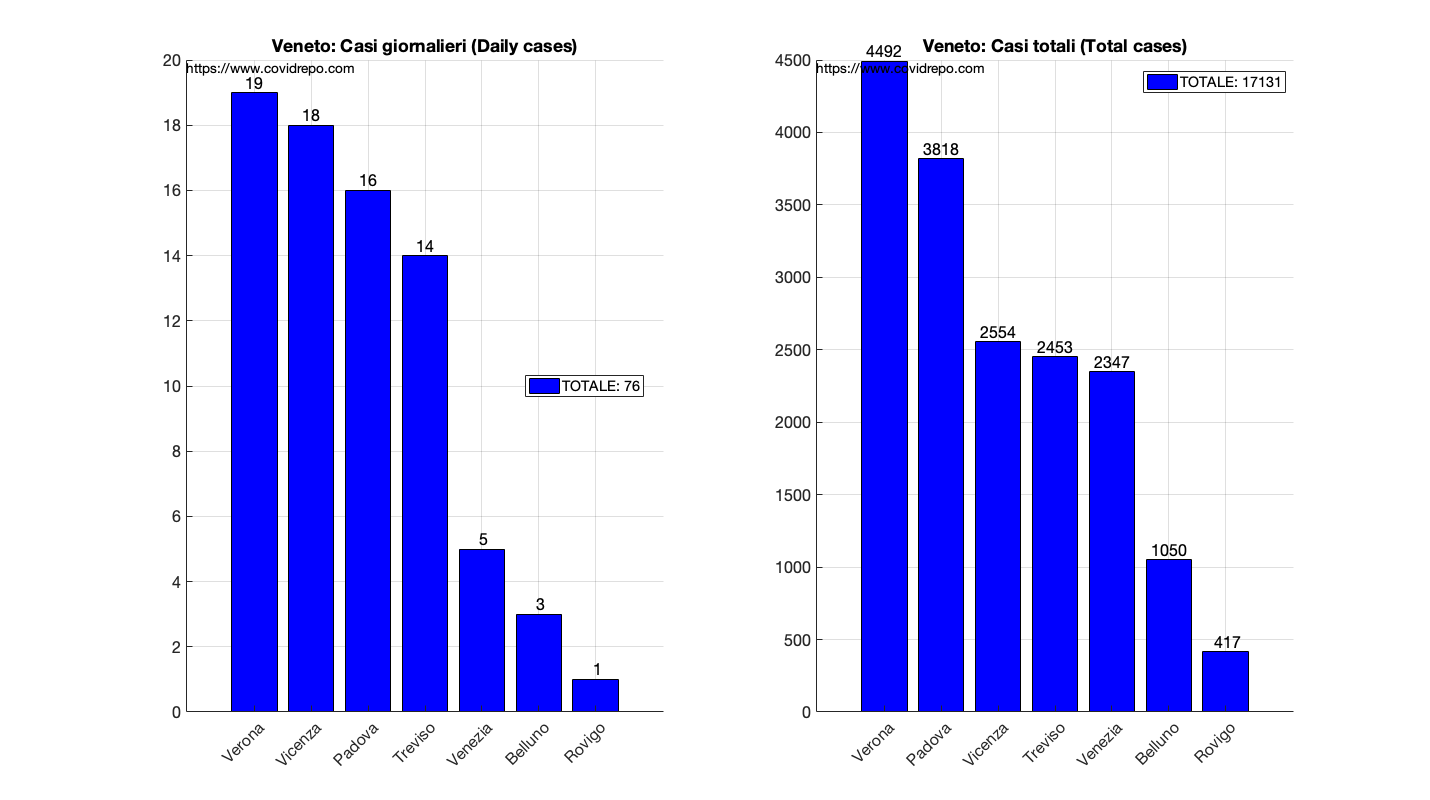 Veneto: Casi giornalieri (Daily cases)
https://www.covidrepo.com
20
18
16
14
12
10
8
6
4
2
0
19
18
16
14
5
3
1
TOTALE: 76
Verona
Vicenza
Padova
Treviso
Venezia
Belluno
Rovigo
Veneto: Casi totali (Total cases)
https://www.covidrepo.com
TOTALE: 17131
4500
4000
3500
3000
2500
2000
1500
1000
500
0
4492
3818
2554
2453
2347
1050
417
Verona
Padova
Vicenza
Treviso
Venezia
Belluno
Rovigo